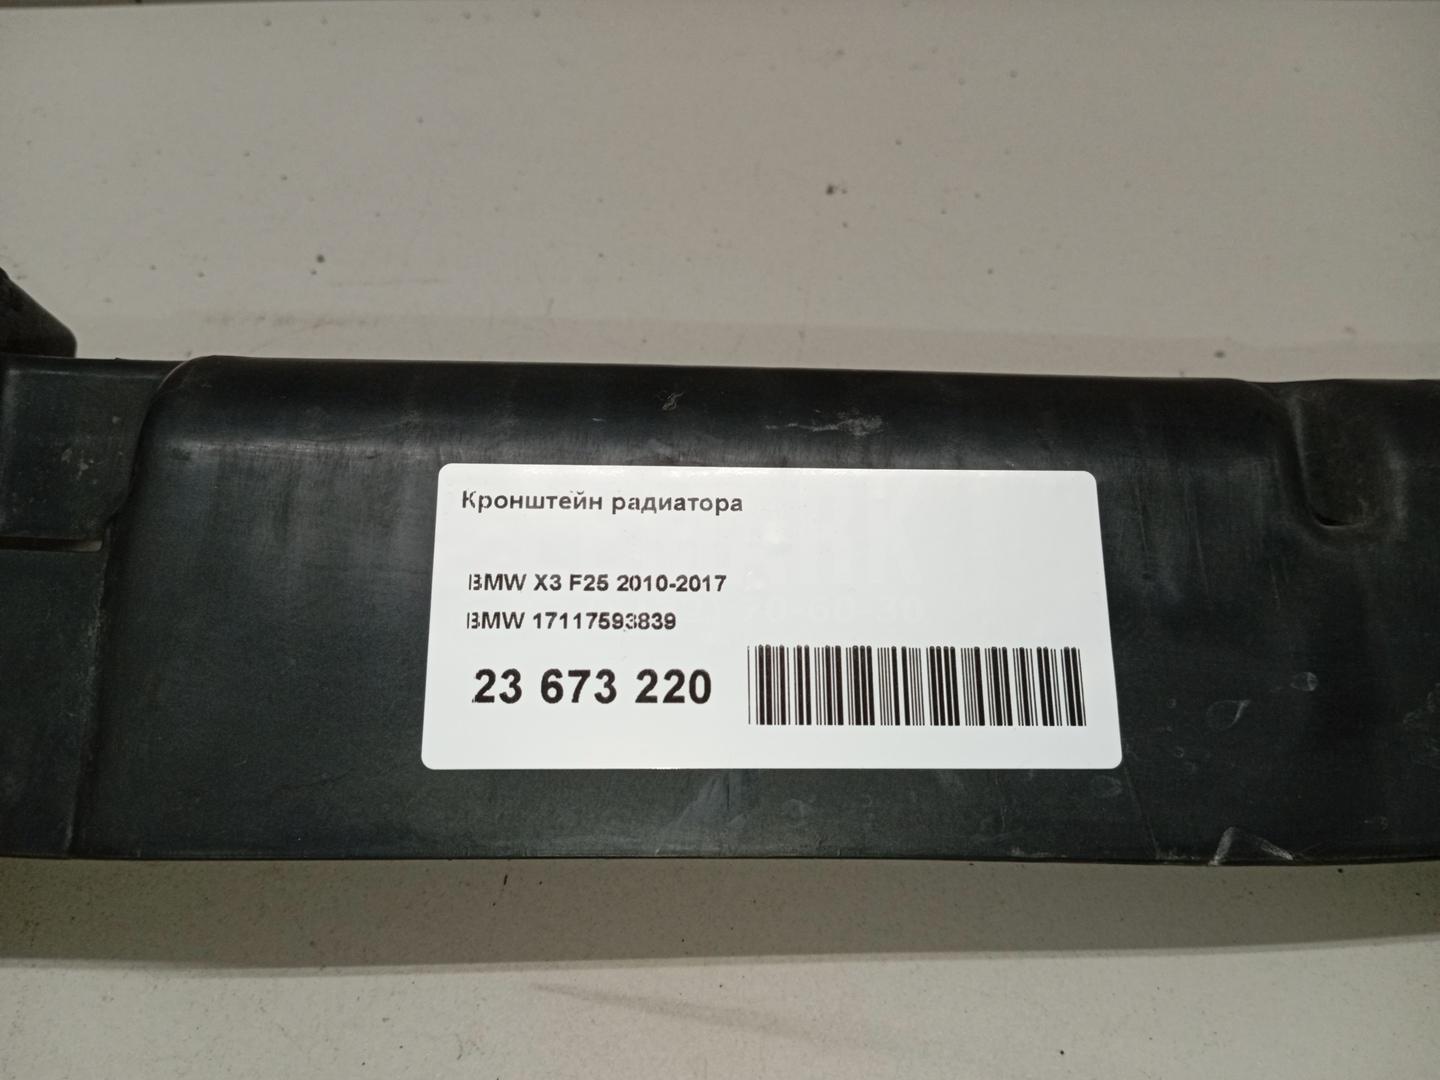 Кронштейн радиатора
BMW X3 F25 2010-2017
BMW 17117593839
23 673 220